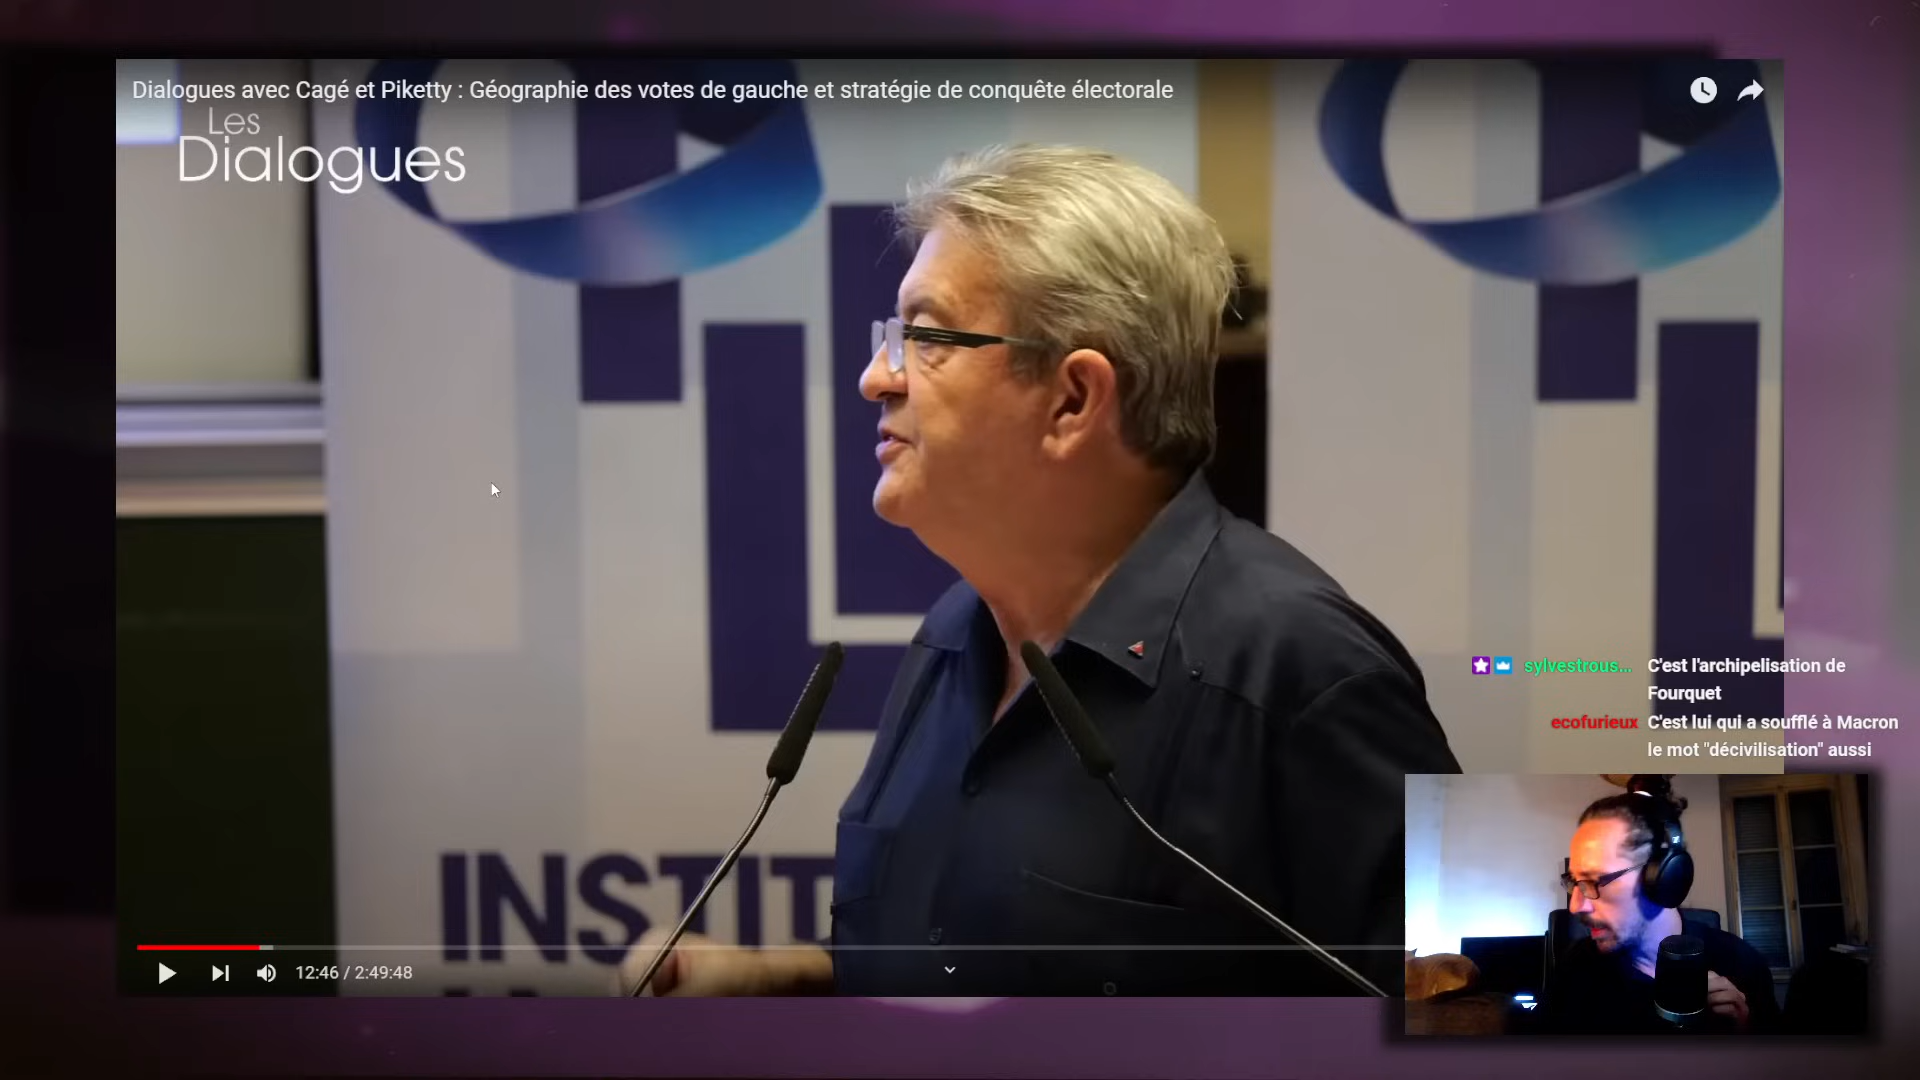 Dialogues avec Cagé et Piketty : Géographie des votes de gauche et stratégie de conquête électorale
Les
Dialogues
sylvestrous... C'est l'archipelisation de
Fourquet
ecofurieux C'est lui qui a soufflé à Macron
le mot "décivilisation" aussi
INSTIT
12:46 / 2:49:48